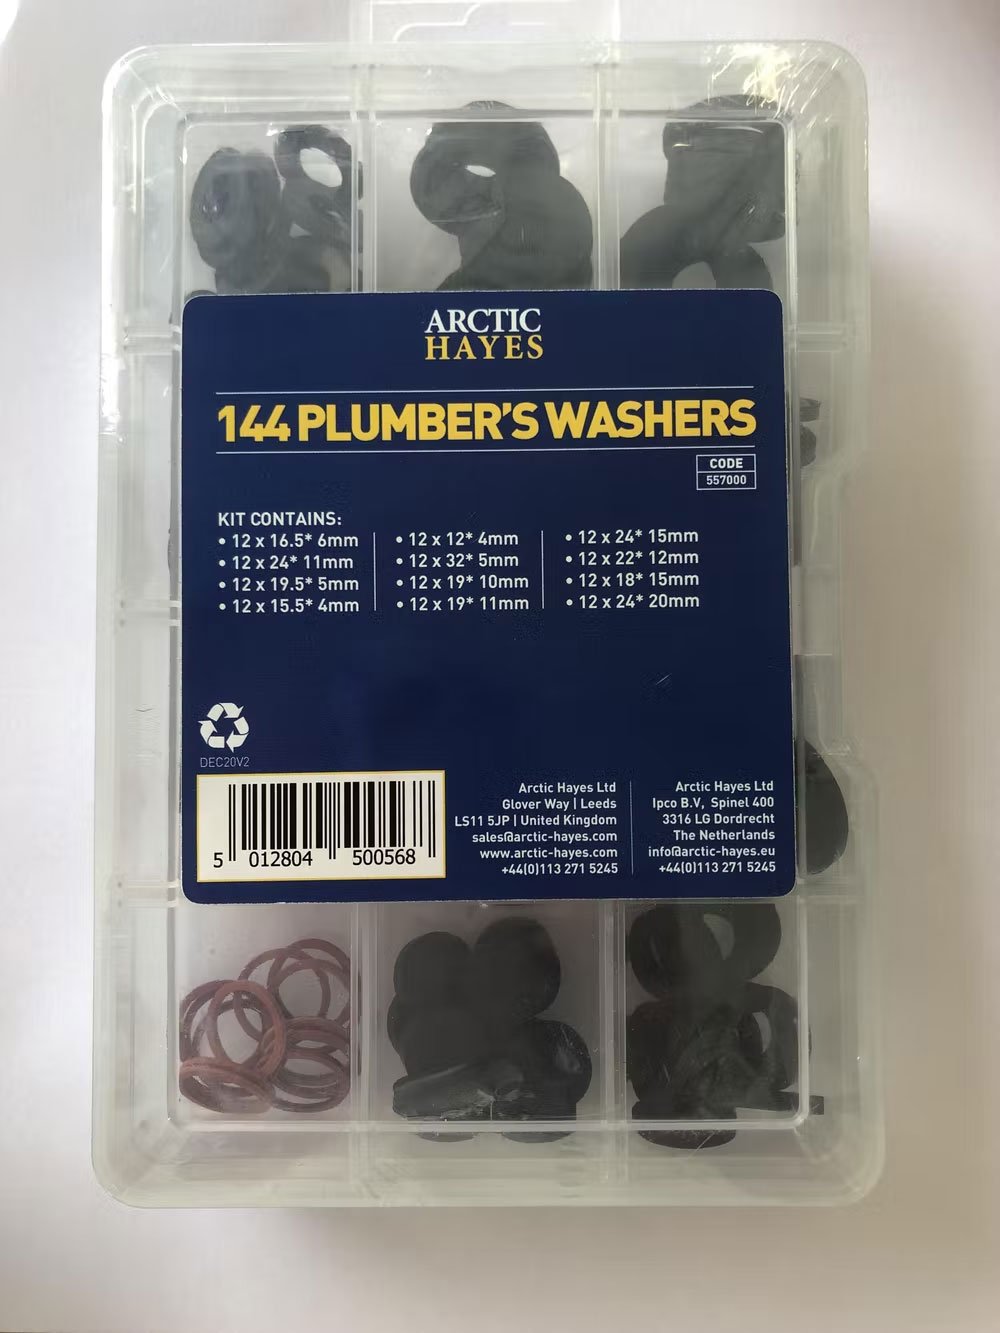 ARCTIC
HAYES
144 PLUMBER'S WASHERS
CODE
557000
KIT CONTAINS:
• 12 x 16.5* 6mm
• 12 x 24* 11mm
• 12 x 19.5* 5mm
• 12 x 15.5* 4mm
• 12 x 12* 4mm
• 12 x 32* 5mm
• 12 x 19* 10mm
• 12 x 19* 11mm
• 12 x 24* 15mm
• 12 x 22* 12mm
• 12 x 18* 15mm
• 12 x 24* 20mm
DEC20V2
5 012804 500568
Arctic Hayes Ltd
Glover Way | Leeds
LS11 5JP | United Kingdom
sales@arctic-hayes.com
www.arctic-hayes.com
+44(0)113 271 5245
Arctic Hayes Ltd
Ipco B.V, Spinel 400
3316 LG Dordrecht
The Netherlands
info@arctic-hayes.eu
+44(0)113 271 5245